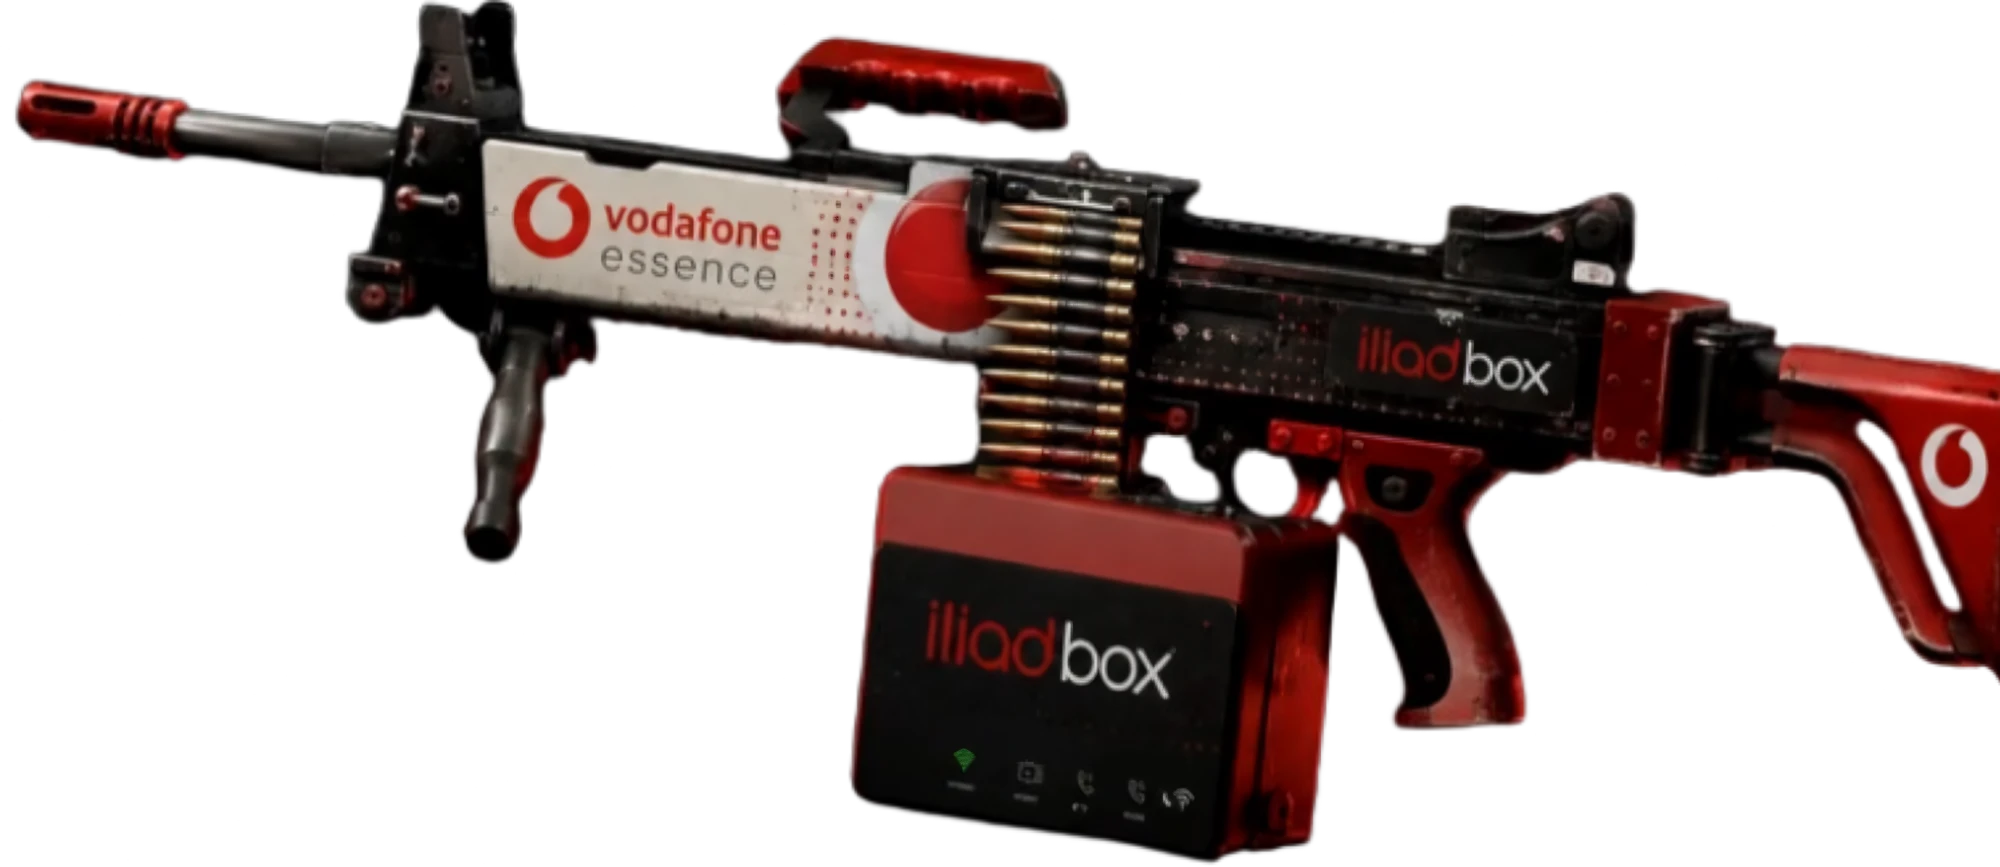 vodafone
essence
iliadbox
iliadbox